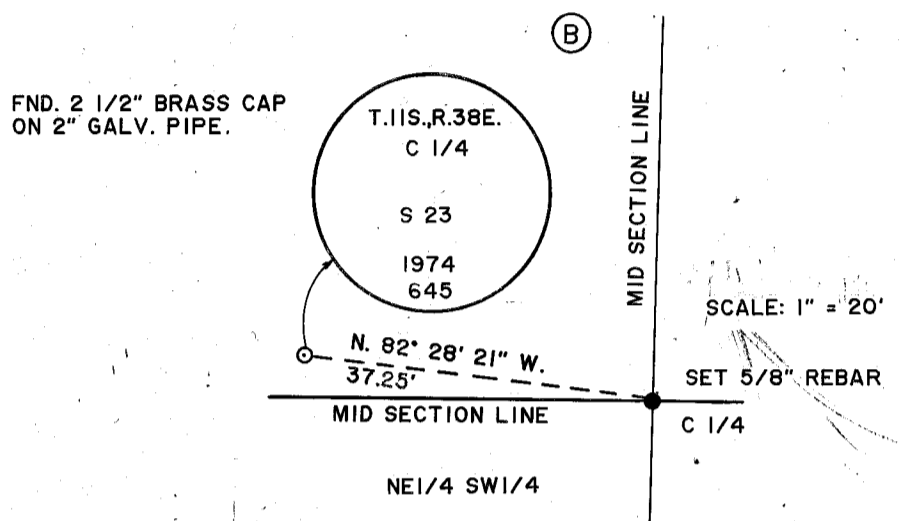 B
FND. 2 1/2" BRASS CAP
ON 2" GALV. PIPE.
T.11S.,R.38E.
C 1/4
S 23
1974
645
MID SECTION LINE
SCALE: 1" = 20'
N. 82° 28' 21" W.
37.25'
SET 5/8" REBAR
MID SECTION LINE
C 1/4
NE1/4 SW1/4